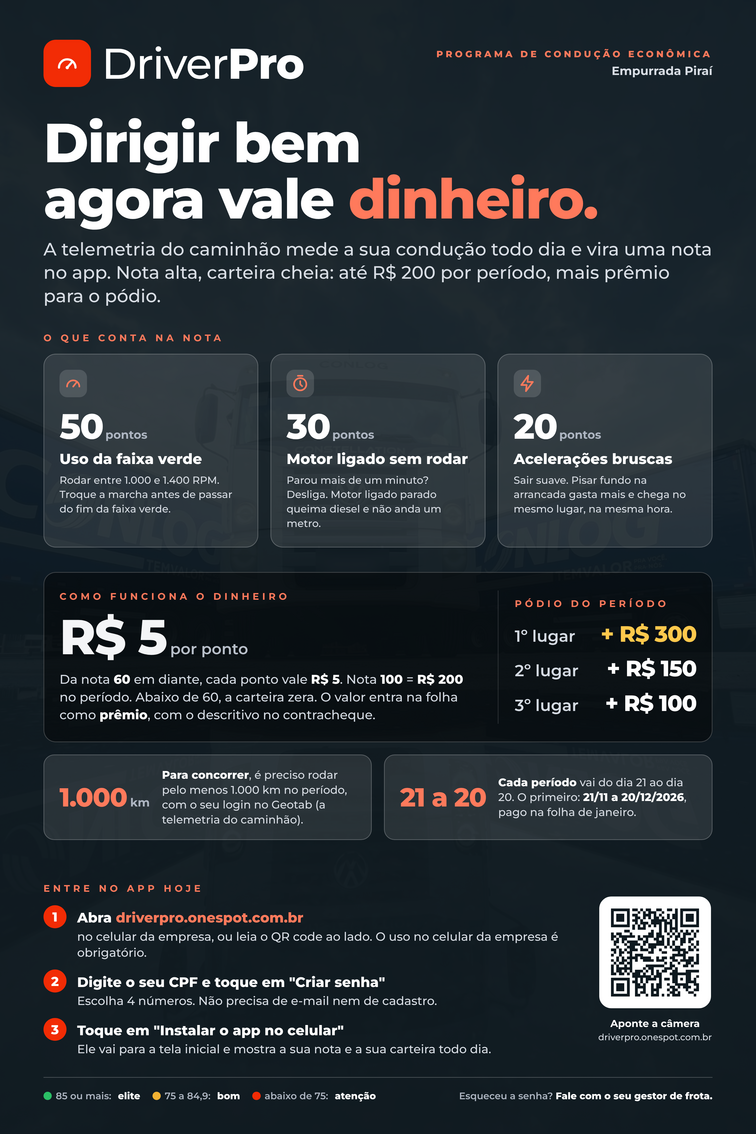 DriverPro
PROGRAMA DE CONDUÇÃO ECONÔMICA
Empurrada Piraí
Dirigir bem
agora vale dinheiro.
A telemetria do caminhão mede a sua condução todo dia e vira uma nota
no app. Nota alta, carteira cheia: até R$ 200 por período, mais prêmio
para o pódio.
O QUE CONTA NA NOTA
50 pontos
Uso da faixa verde
Rodar entre 1.000 e 1.400 RPM.
Troque a marcha antes de passar
do fim da faixa verde.
30 pontos
Motor ligado sem rodar
Parou mais de um minuto?
Desliga. Motor ligado parado
queima diesel e não anda um
metro.
20 pontos
Acelerações bruscas
Sair suave. Pisar fundo na
arrancada gasta mais e chega no
mesmo lugar, na mesma hora.
COMO FUNCIONA O DINHEIRO
R$ 5 por ponto
Da nota 60 em diante, cada ponto vale R$ 5. Nota 100 = R$ 200
no período. Abaixo de 60, a carteira zera. O valor entra na folha
como prêmio, com o descritivo no contracheque.
PÓDIO DO PERÍODO
1º lugar + R$ 300
2º lugar + R$ 150
3º lugar + R$ 100
1.000 km
Para concorrer, é preciso rodar
pelo menos 1.000 km no período,
com o seu login no Geotab (a
telemetria do caminhão).
21 a 20
Cada período vai do dia 21 ao dia
20. O primeiro: 21/11 a 20/12/2026,
pago na folha de janeiro.
ENTRE NO APP HOJE
1 Abra driverpro.onespot.com.br
no celular da empresa, ou leia o QR code ao lado. O uso no celular da empresa é
obrigatório.
2 Digite o seu CPF e toque em "Criar senha"
Escolha 4 números. Não precisa de e-mail nem de cadastro.
3 Toque em "Instalar o app no celular"
Ele vai para a tela inicial e mostra a sua nota e a sua carteira todo dia.
Aponte a câmera
driverpro.onespot.com.br
85 ou mais: elite 75 a 84,9: bom abaixo de 75: atenção
Esqueceu a senha? Fale com o seu gestor de frota.